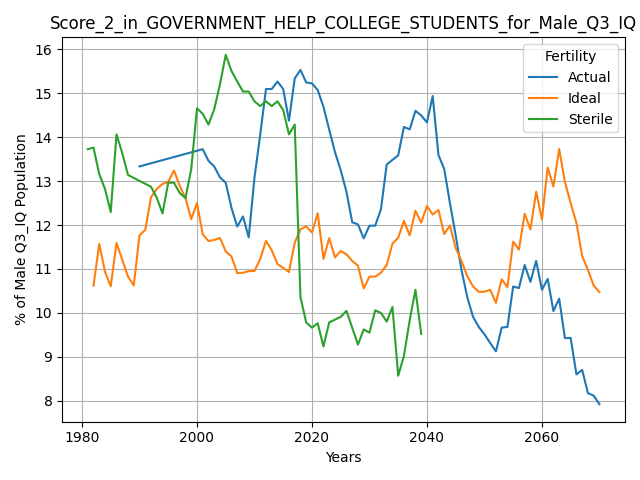 Score_2_in_GOVERNMENT_HELP_COLLEGE_STUDENTS_for_Male_Q3_IQ
Fertility
Actual
Ideal
Sterile
% of Male Q3_IQ Population
16
15
14
13
12
11
10
9
8
1980
2000
2020
2040
2060
Years